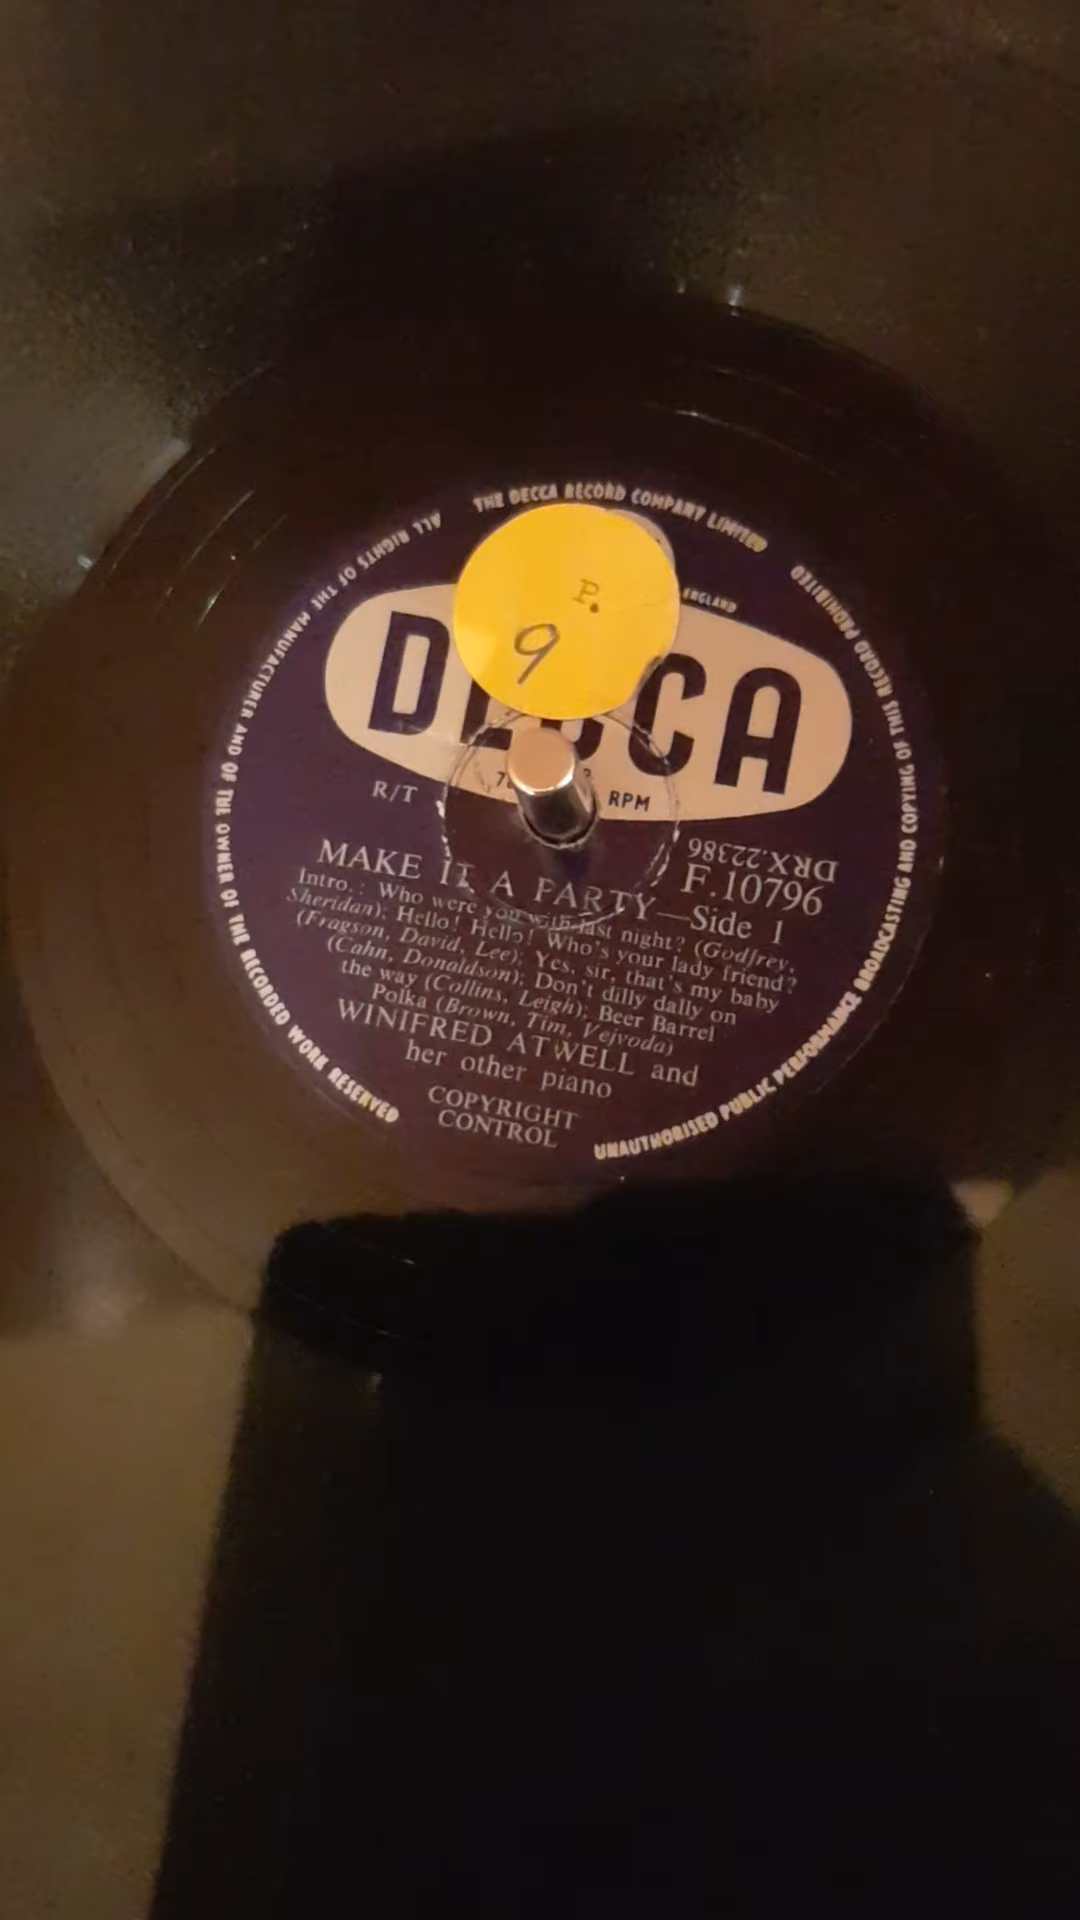 THE DECCA RECORD COMPANY LIMITED
ALL RIGHTS OF THE MANUFACTURER AND OF THE OWNER OF THE RECORDED WORK RESERVED
UNAUTHORISED PUBLIC PERFORMANCE BROADCASTING AND COPYING OF THIS RECORD PROHIBITED
P.
9
ENGLAND
DECCA
RPM
R/T
DRX.22386
F.10796
MAKE IT A PARTY—Side 1
Intro.: Who were you with last night? (Godfrey,
Sheridan); Hello! Hello! Who's your lady friend?
(Fragson, David, Lee); Yes, sir, that's my baby
(Cahn, Donaldson); Don't dilly dally on
the way (Collins, Leigh); Beer Barrel
Polka (Brown, Tim, Vejvoda)
WINIFRED ATWELL and
her other piano
COPYRIGHT
CONTROL